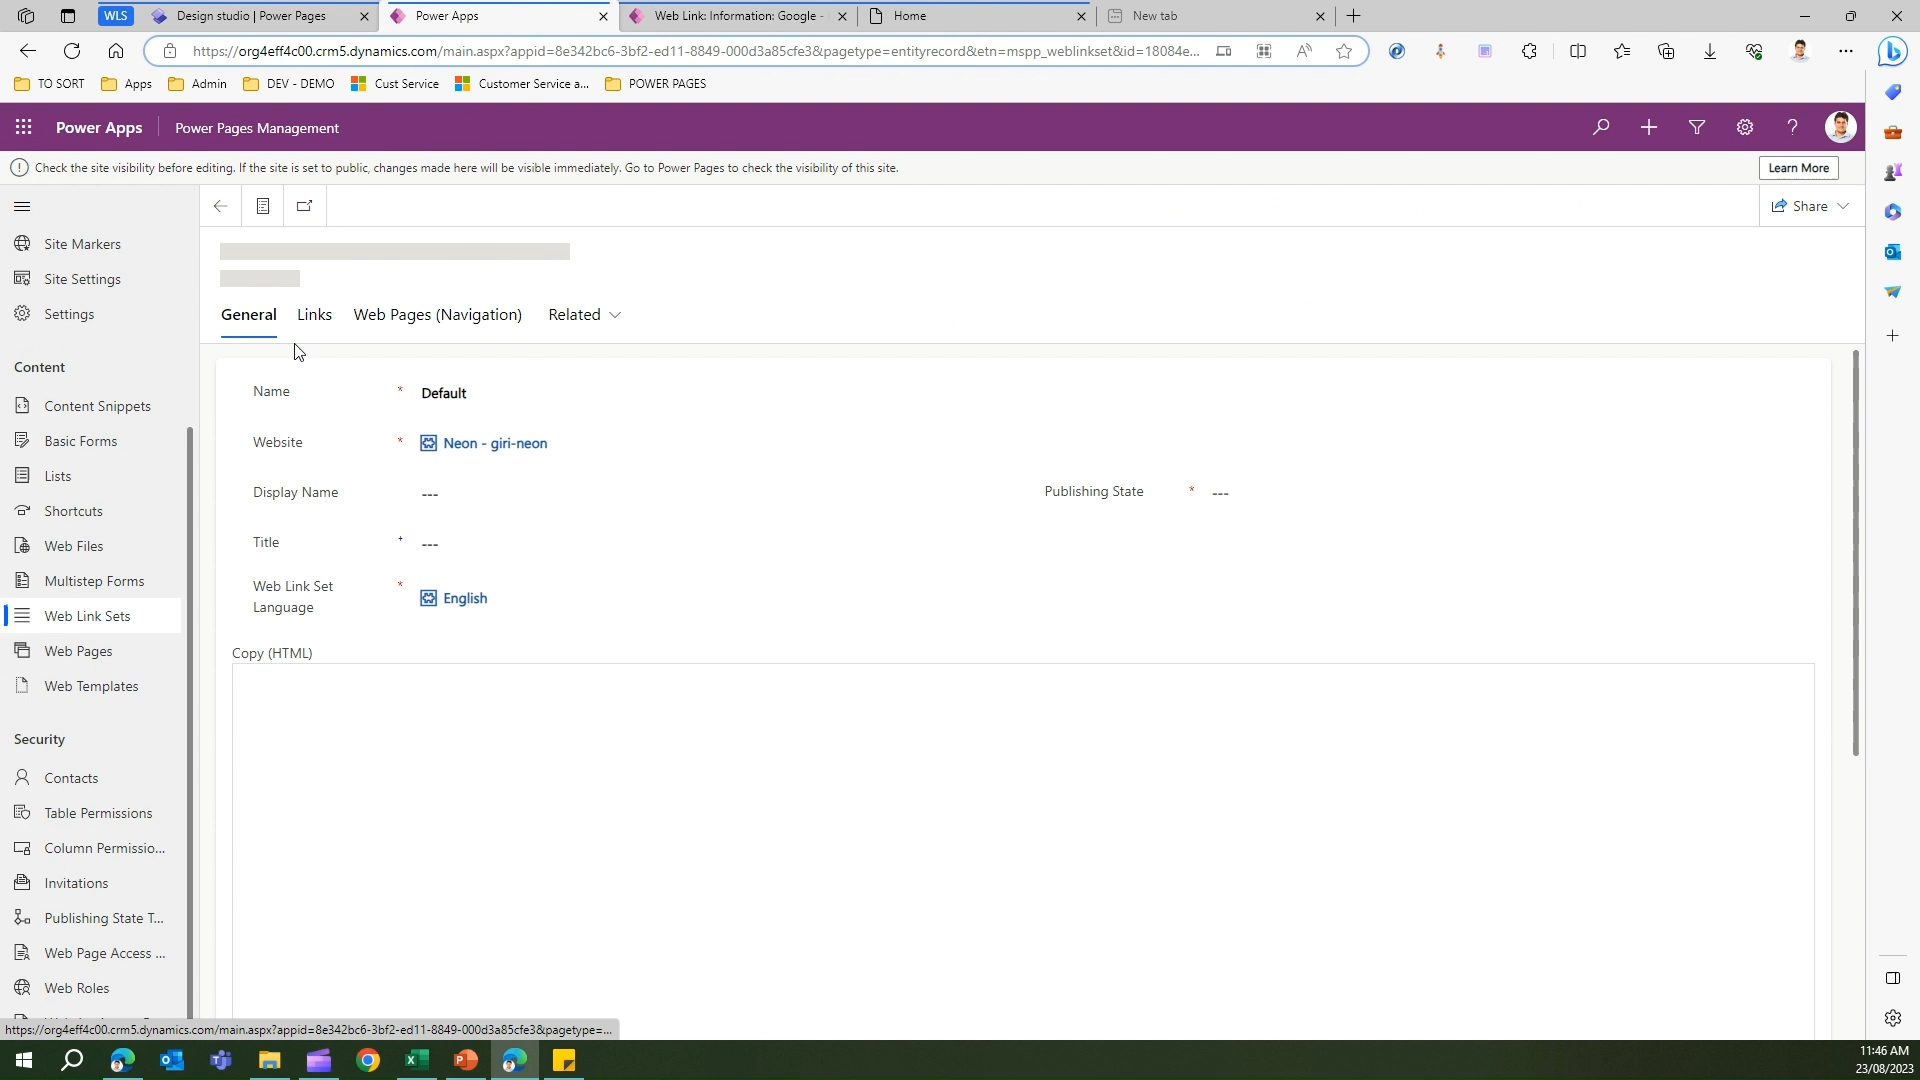 WLS
Design studio | Power Pages
Power Apps
Web Link: Information: Google -
Home
New tab
https://org4eff4c00.crm5.dynamics.com/main.aspx?appid=8e342bc6-3bf2-ed11-8849-000d3a85cfe3&pagetype=entityrecord&etn=mspp_weblinkset&id=18084e...
TO SORT
Apps
Admin
DEV - DEMO
Cust Service
Customer Service a...
POWER PAGES
Power Apps
Power Pages Management
Check the site visibility before editing. If the site is set to public, changes made here will be visible immediately. Go to Power Pages to check the visibility of this site.
Learn More
Share
Site Markers
Site Settings
Settings
Content
Content Snippets
Basic Forms
Lists
Shortcuts
Web Files
Multistep Forms
Web Link Sets
Web Pages
Web Templates
Security
Contacts
Table Permissions
Column Permissio...
Invitations
Publishing State T...
Web Page Access ...
Web Roles
General
Links
Web Pages (Navigation)
Related
Name * Default
Website * Neon - giri-neon
Display Name ---
Publishing State * ---
Title + ---
Web Link Set
Language * English
Copy (HTML)
https://org4eff4c00.crm5.dynamics.com/main.aspx?appid=8e342bc6-3bf2-ed11-8849-000d3a85cfe3&pagetype=...
11:46 AM
23/08/2023